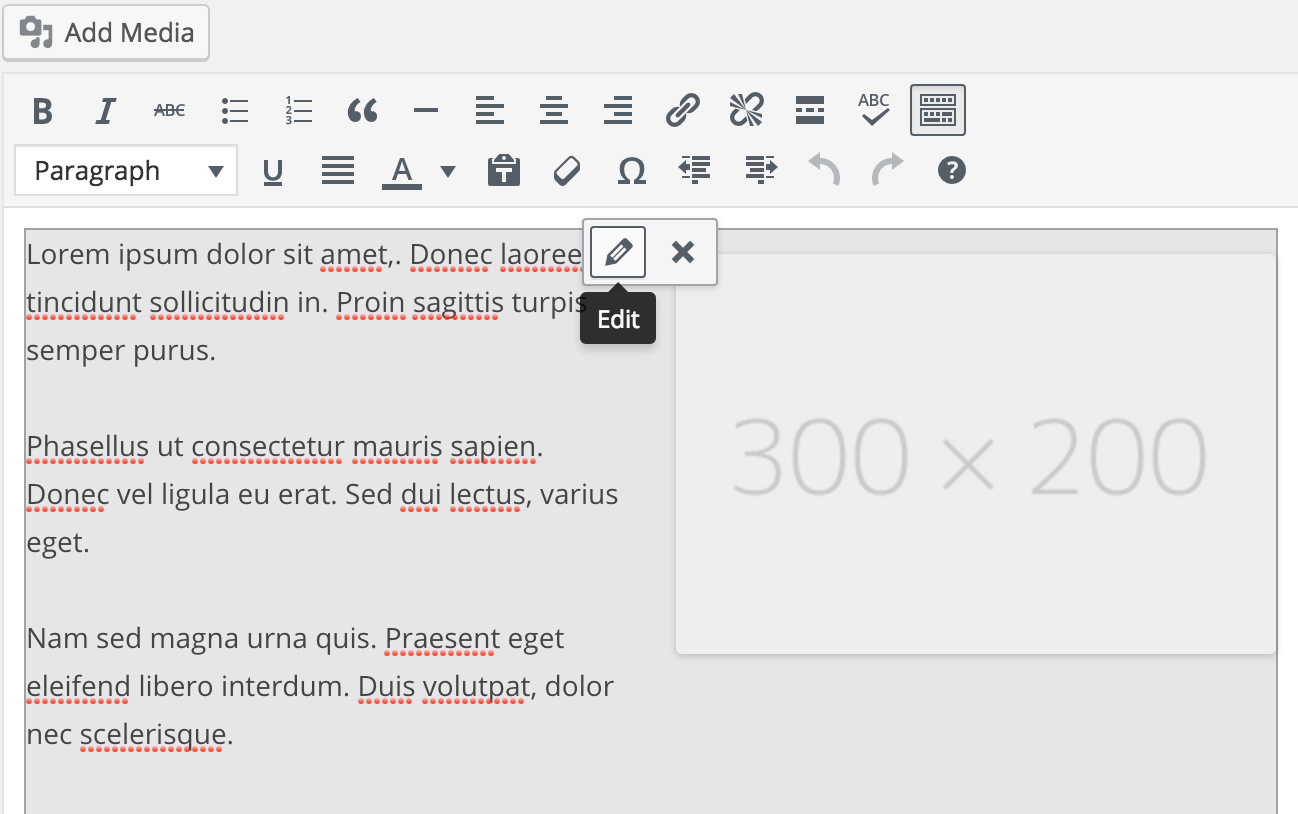 Add Media
B I ABC 1 2 3 “ ABC
Paragraph U A T Ω ?
Lorem ipsum dolor sit amet,. Donec laoree
tincidunt sollicitudin in. Proin sagittis turpis
Edit
semper purus.
300 × 200
Phasellus ut consectetur mauris sapien.
Donec vel ligula eu erat. Sed dui lectus, varius
eget.
Nam sed magna urna quis. Praesent eget
eleifend libero interdum. Duis volutpat, dolor
nec scelerisque.